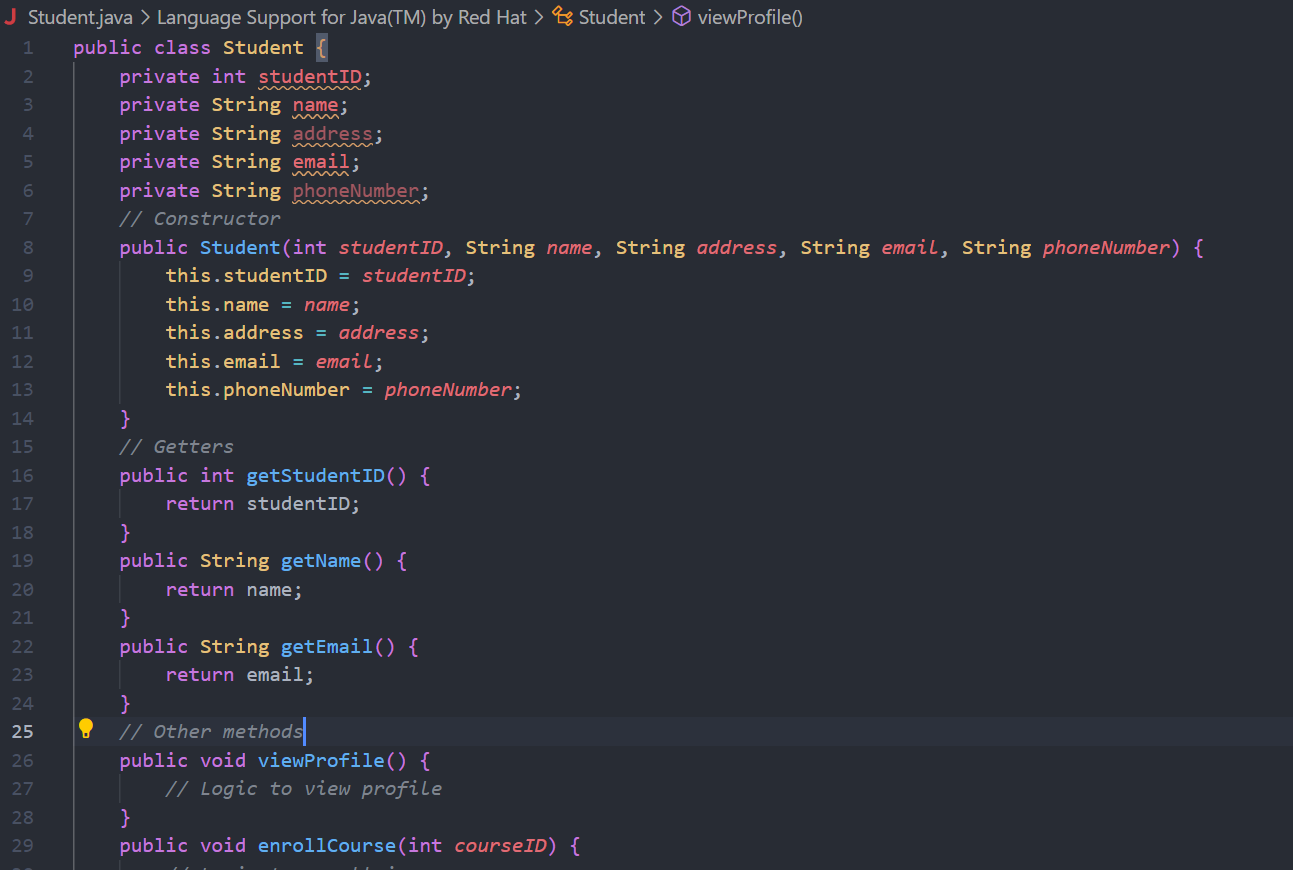 Student.java > Language Support for Java(TM) by Red Hat > Student > viewProfile()
1 public class Student {
2 private int studentID;
3 private String name;
4 private String address;
5 private String email;
6 private String phoneNumber;
7 // Constructor
8 public Student(int studentID, String name, String address, String email, String phoneNumber) {
9 this.studentID = studentID;
10 this.name = name;
11 this.address = address;
12 this.email = email;
13 this.phoneNumber = phoneNumber;
14 }
15 // Getters
16 public int getStudentID() {
17 return studentID;
18 }
19 public String getName() {
20 return name;
21 }
22 public String getEmail() {
23 return email;
24 }
25 // Other methods
26 public void viewProfile() {
27 // Logic to view profile
28 }
29 public void enrollCourse(int courseID) {